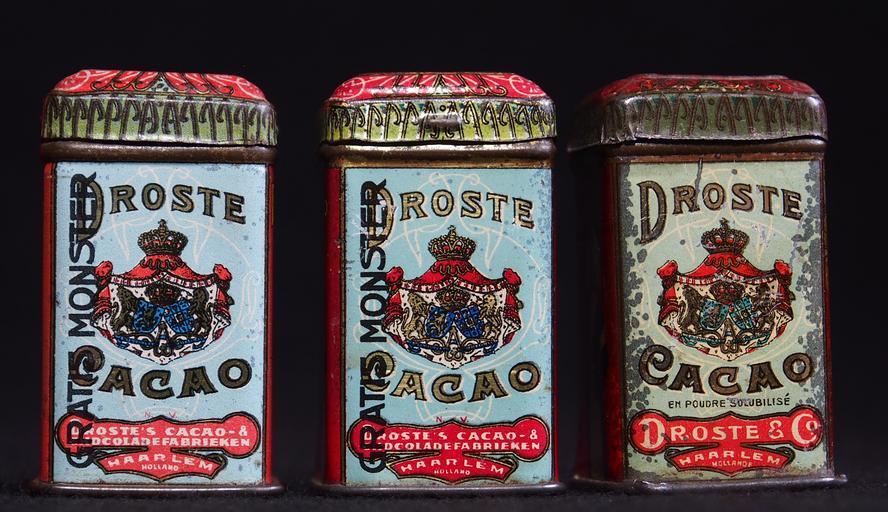 GRATIS MONSTER
DROSTE
CACAO
N.V.
DROSTE'S CACAO- &
CHOCOLADEFABRIEKEN
HAARLEM
HOLLAND
GRATIS MONSTER
DROSTE
CACAO
N.V.
DROSTE'S CACAO- &
CHOCOLADEFABRIEKEN
HAARLEM
HOLLAND
DROSTE
CACAO
EN POUDRE SOLUBILISÉ
DROSTE & Co
HAARLEM
HOLLANDE